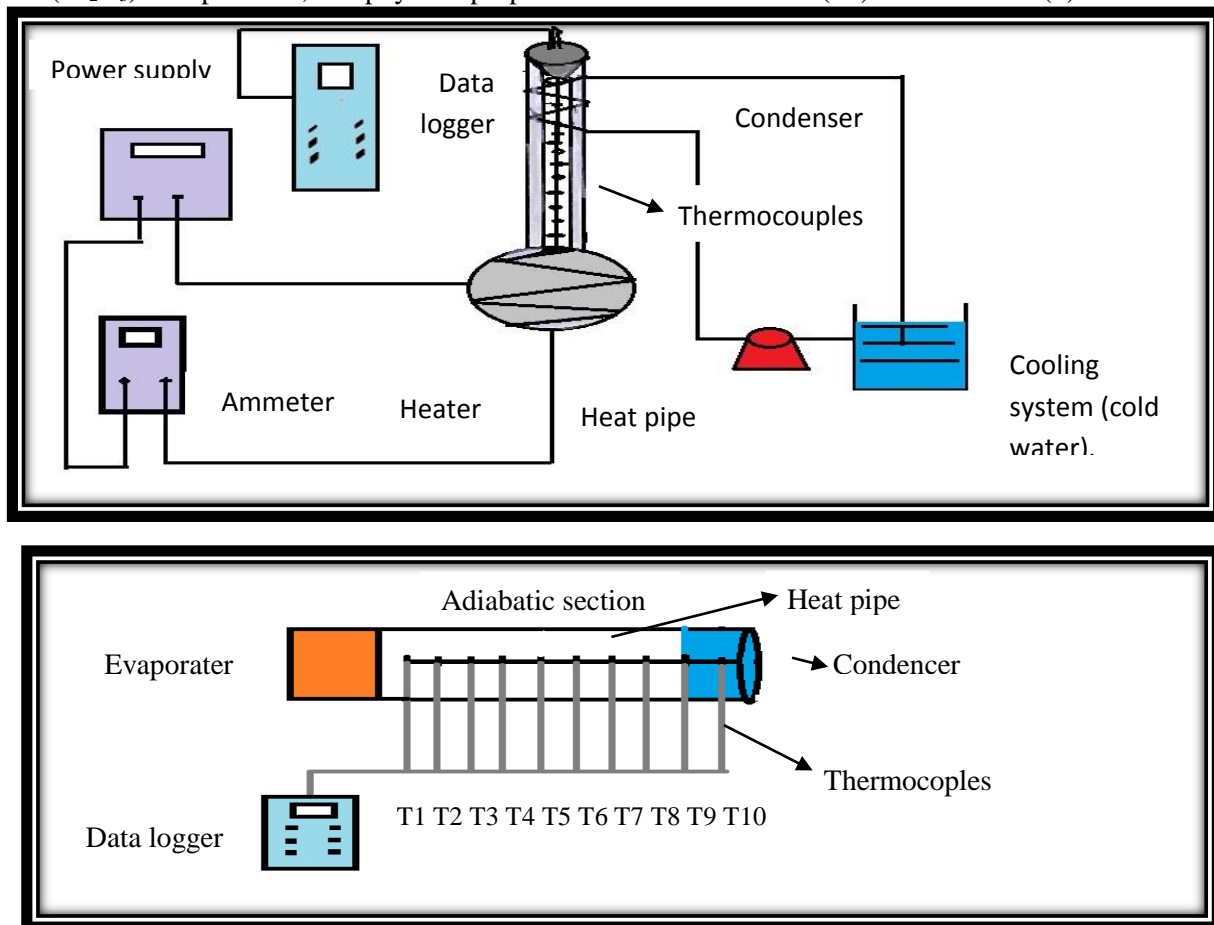 Power supply
Data
logger
Condenser
Thermocouples
Ammeter
Heater
Heat pipe
Cooling
system (cold
water).
Adiabatic section
Heat pipe
Evaporater
Condencer
Thermocoples
T1 T2 T3 T4 T5 T6 T7 T8 T9 T10
Data logger